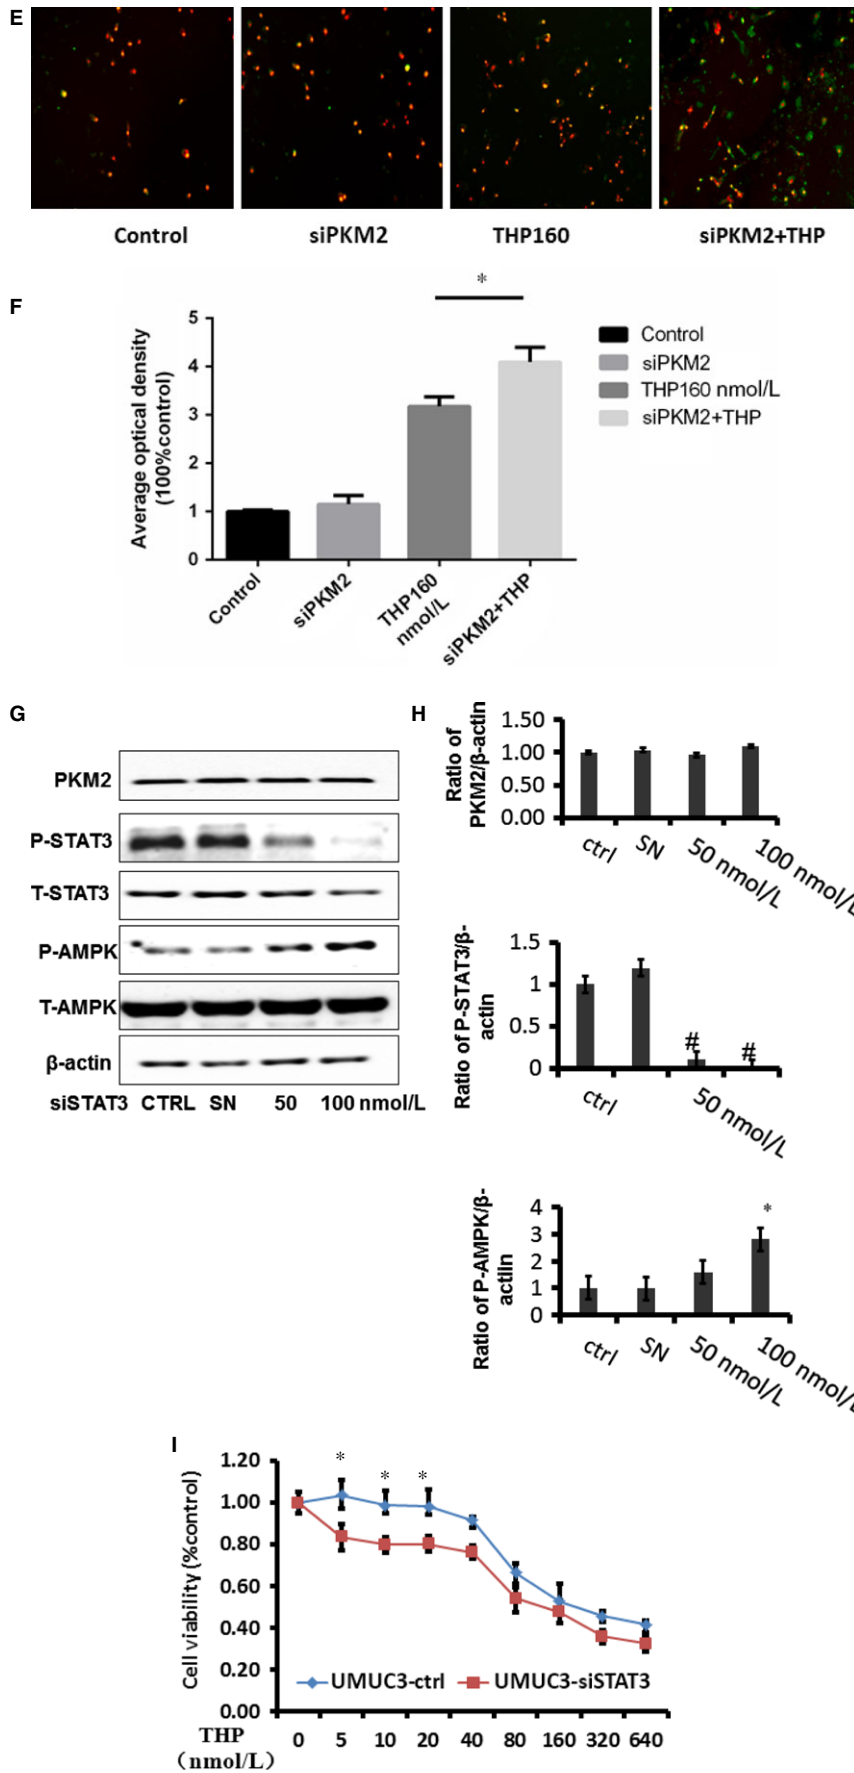 E
Control siPKM2 THP160 siPKM2+THP
F
*
Average optical density
(100%control)
5
4
3
2
1
0
Control
siPKM2
THP160 nmol/L
siPKM2+THP
Control
siPKM2
THP160
nmol/L
siPKM2+THP
G
PKM2
P-STAT3
T-STAT3
P-AMPK
T-AMPK
β-actin
siSTAT3 CTRL SN 50 100 nmol/L
H
Ratio of
PKM2/β-actin
1.50
1.00
0.50
0.00
ctrl
SN
50 nmol/L
100 nmol/L
Ratio of P-STAT3/β-
actin
1.5
1
0.5
0
# #
ctrl
50 nmol/L
Ratio of P-AMPK/β-
actiin
4
3
2
1
0
*
ctrl
SN
50 nmol/L
100 nmol/L
I
Cell viability (%control)
1.20
1.00
0.80
0.60
0.40
0.20
0.00
* * *
UMUC3-ctrl UMUC3-siSTAT3
THP 0 5 10 20 40 80 160 320 640
(nmol/L)